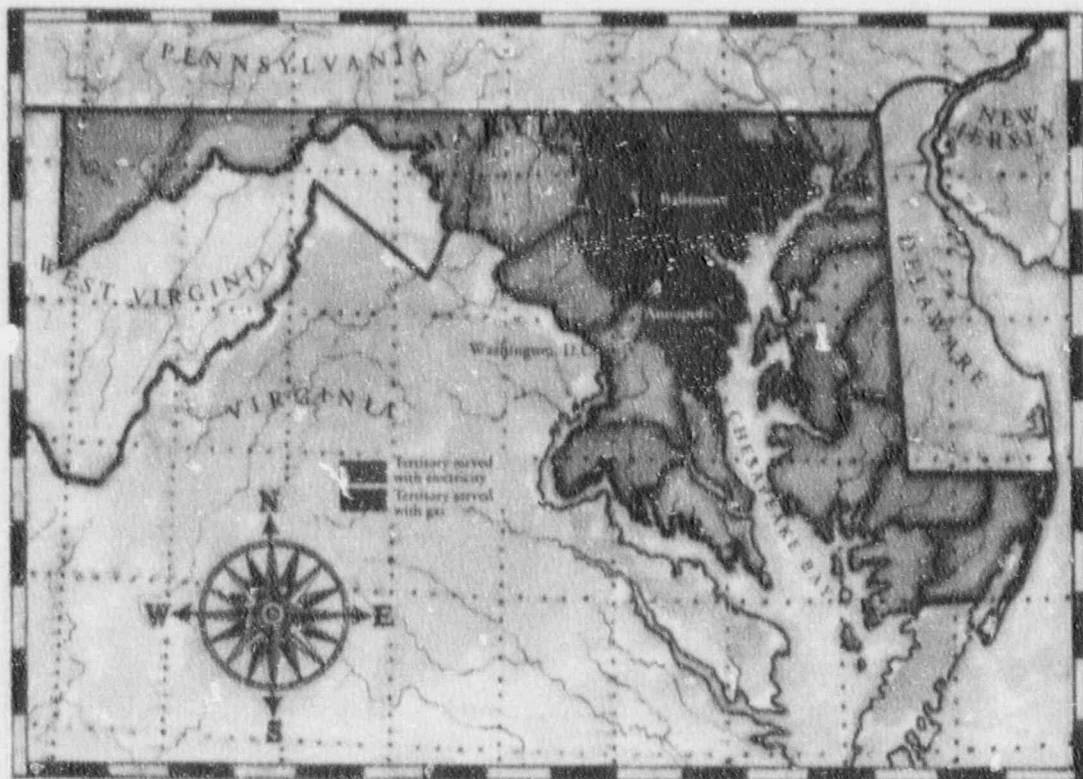 PENNSYLVANIA
NEW
JERSEY
WEST VIRGINIA
DELAWARE
Washington, D.C.
VIRGINIA
CHESAPEAKE BAY
Territory served
with electricity
Territory served
with gas
N
W
E
S